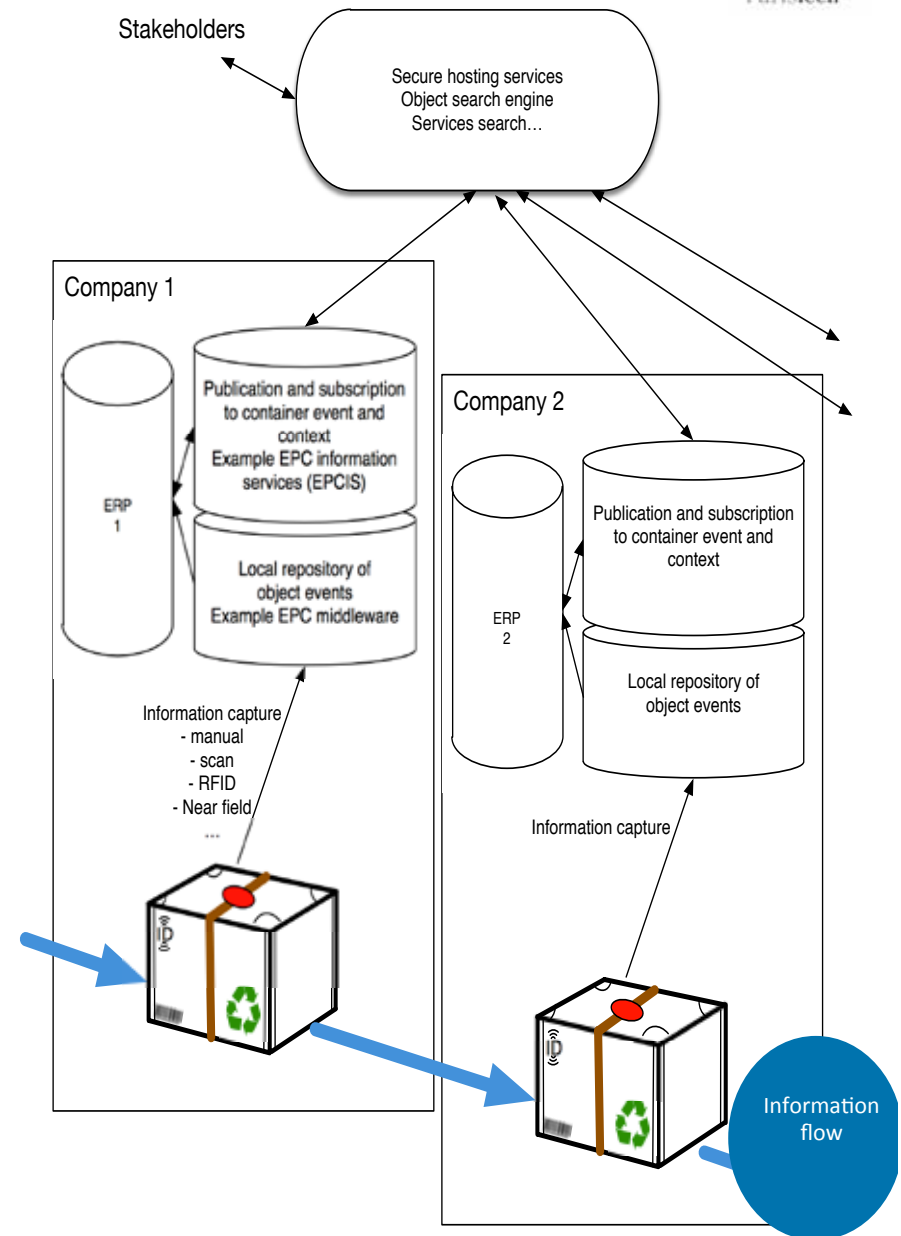 Stakeholders
Secure hosting services
Object search engine
Services search…
Company 1
Publication and subscription
to container event and
context
Example EPC information
services (EPCIS)
ERP
1
Local repository of
object events
Example EPC middleware
Information capture
- manual
- scan
- RFID
- Near field
...
ID
Company 2
Publication and subscription
to container event and
context
ERP
2
Local repository of
object events
Information capture
ID
Information
flow